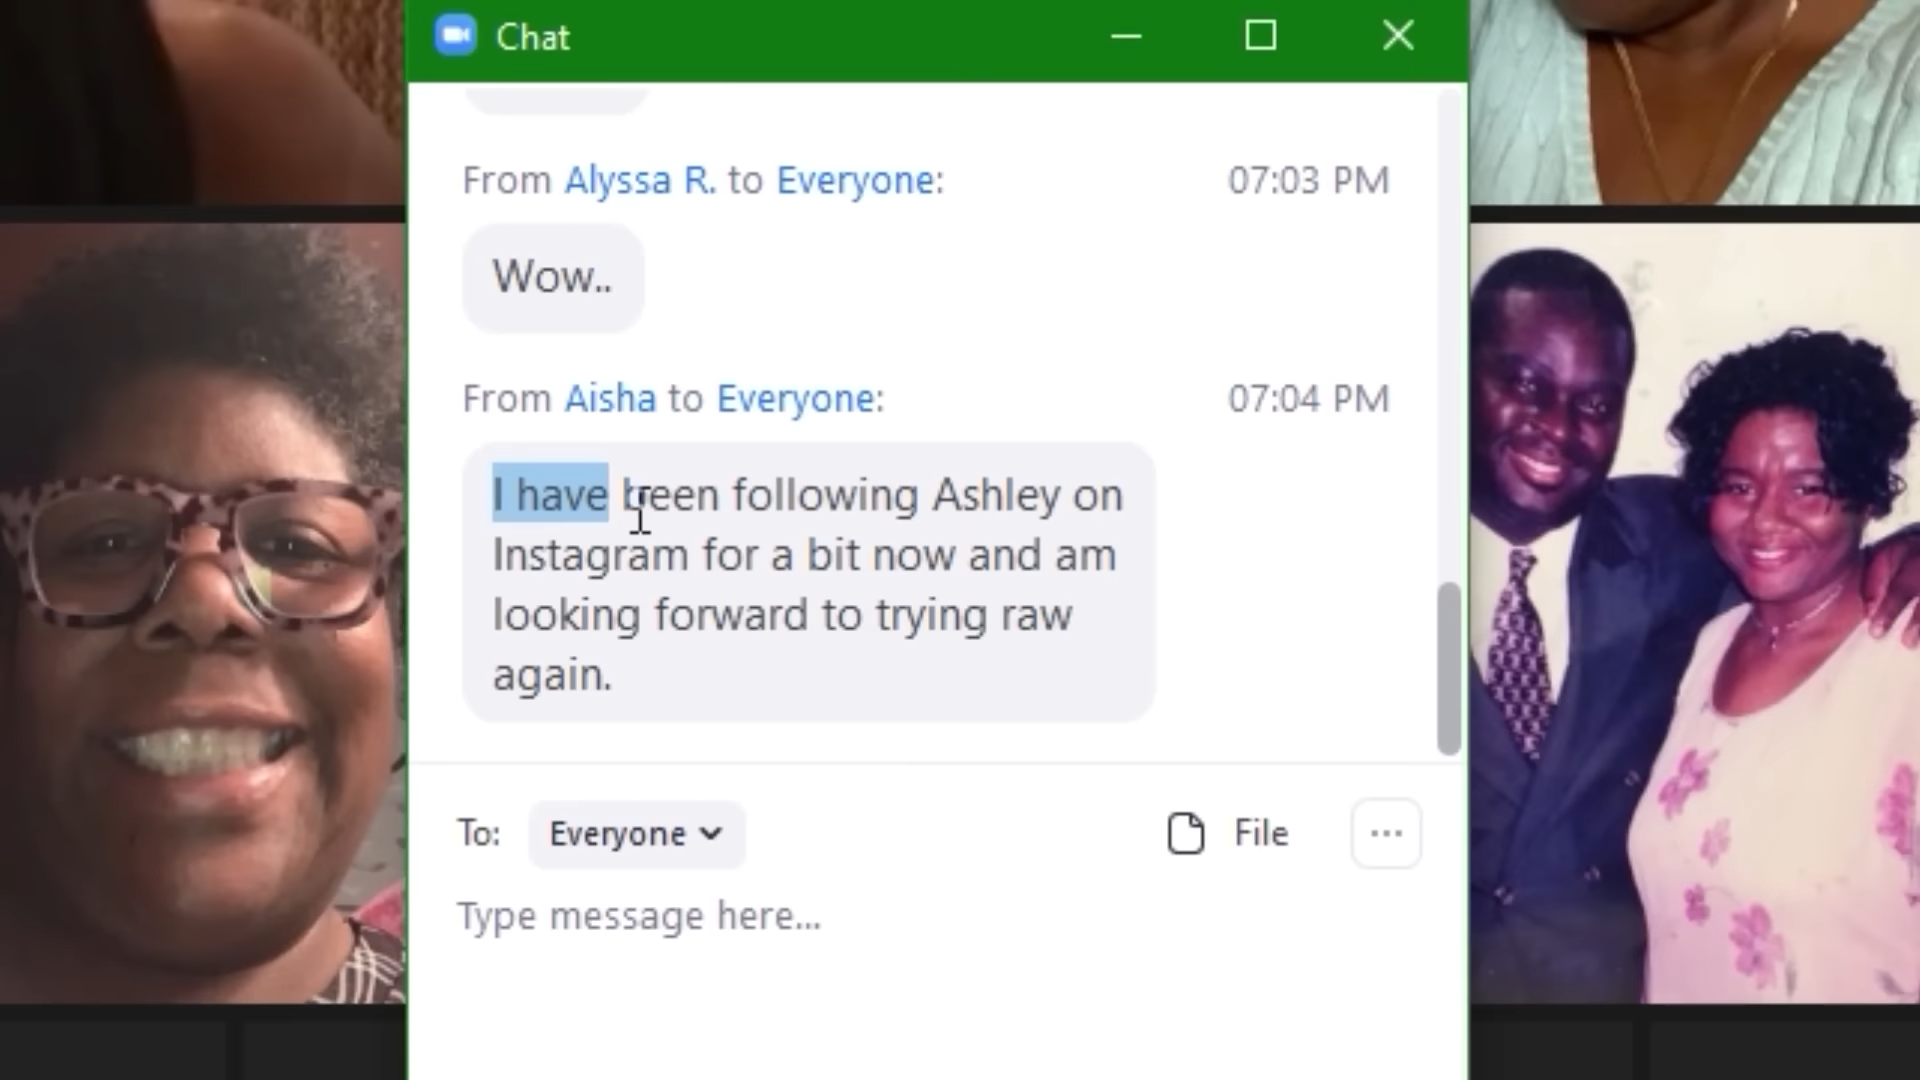 Chat
From Alyssa R. to Everyone: 07:03 PM
Wow..
From Aisha to Everyone: 07:04 PM
I have been following Ashley on
Instagram for a bit now and am
looking forward to trying raw
again.
To: Everyone File
Type message here...